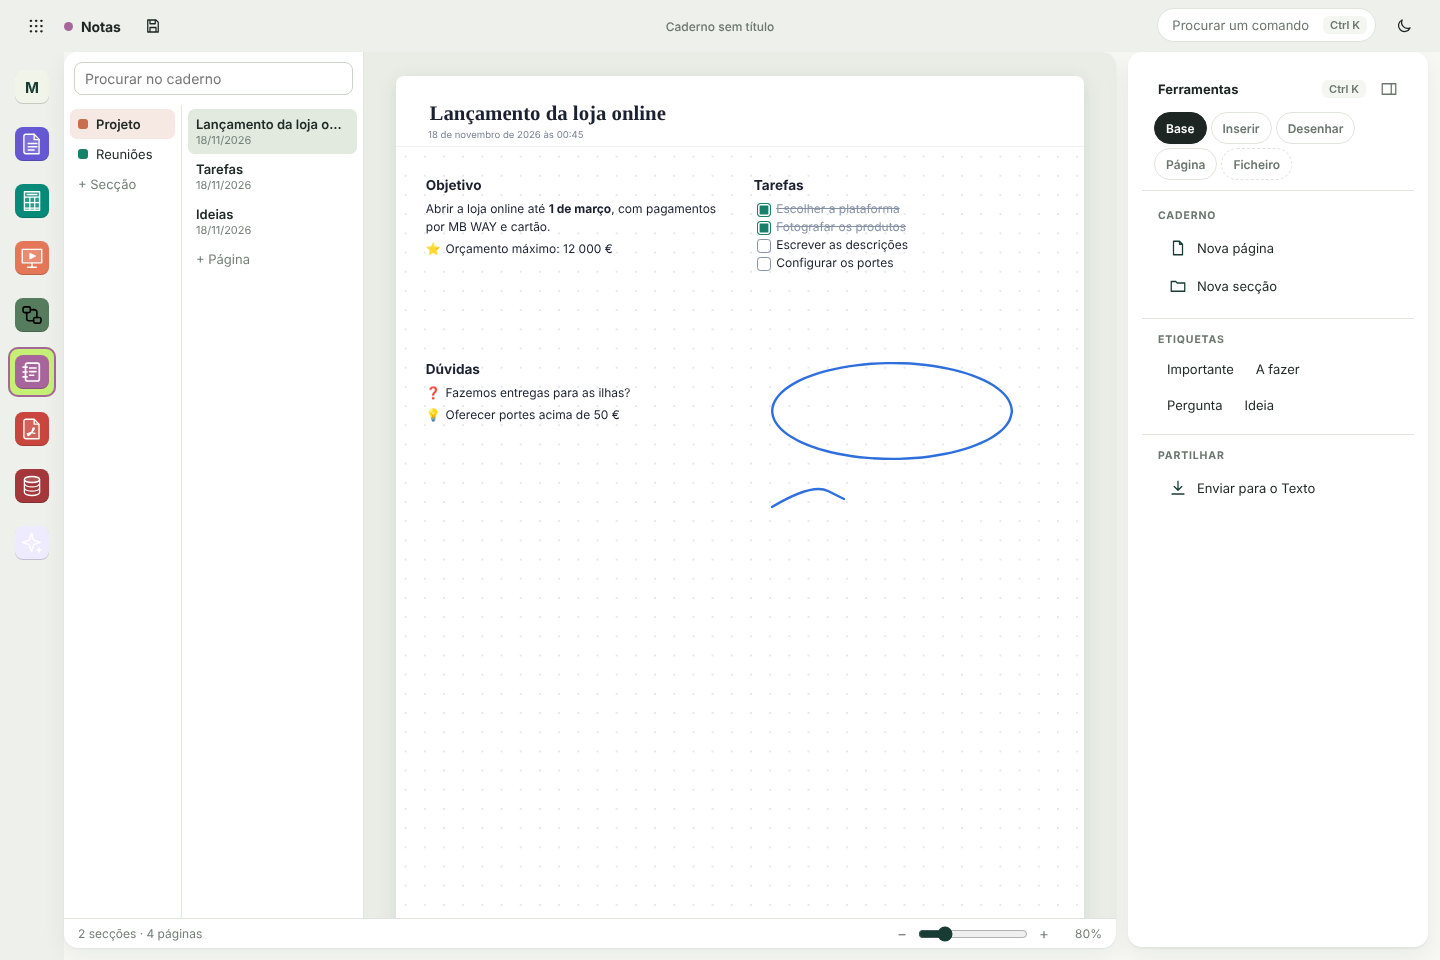 Notas
Caderno sem título
Procurar um comando
Ctrl K
M
Procurar no caderno
Projeto
Reuniões
+ Secção
Lançamento da loja o...
18/11/2026
Tarefas
18/11/2026
Ideias
18/11/2026
+ Página
Lançamento da loja online
18 de novembro de 2026 às 00:45
Objetivo
Abrir a loja online até 1 de março, com pagamentos
por MB WAY e cartão.
⭐ Orçamento máximo: 12 000 €
Tarefas
Escolher a plataforma
Fotografar os produtos
Escrever as descrições
Configurar os portes
Dúvidas
❓ Fazemos entregas para as ilhas?
💡 Oferecer portes acima de 50 €
2 secções · 4 páginas
− + 80%
Ferramentas
Ctrl K
Base
Inserir
Desenhar
Página
Ficheiro
CADERNO
Nova página
Nova secção
ETIQUETAS
Importante
A fazer
Pergunta
Ideia
PARTILHAR
Enviar para o Texto